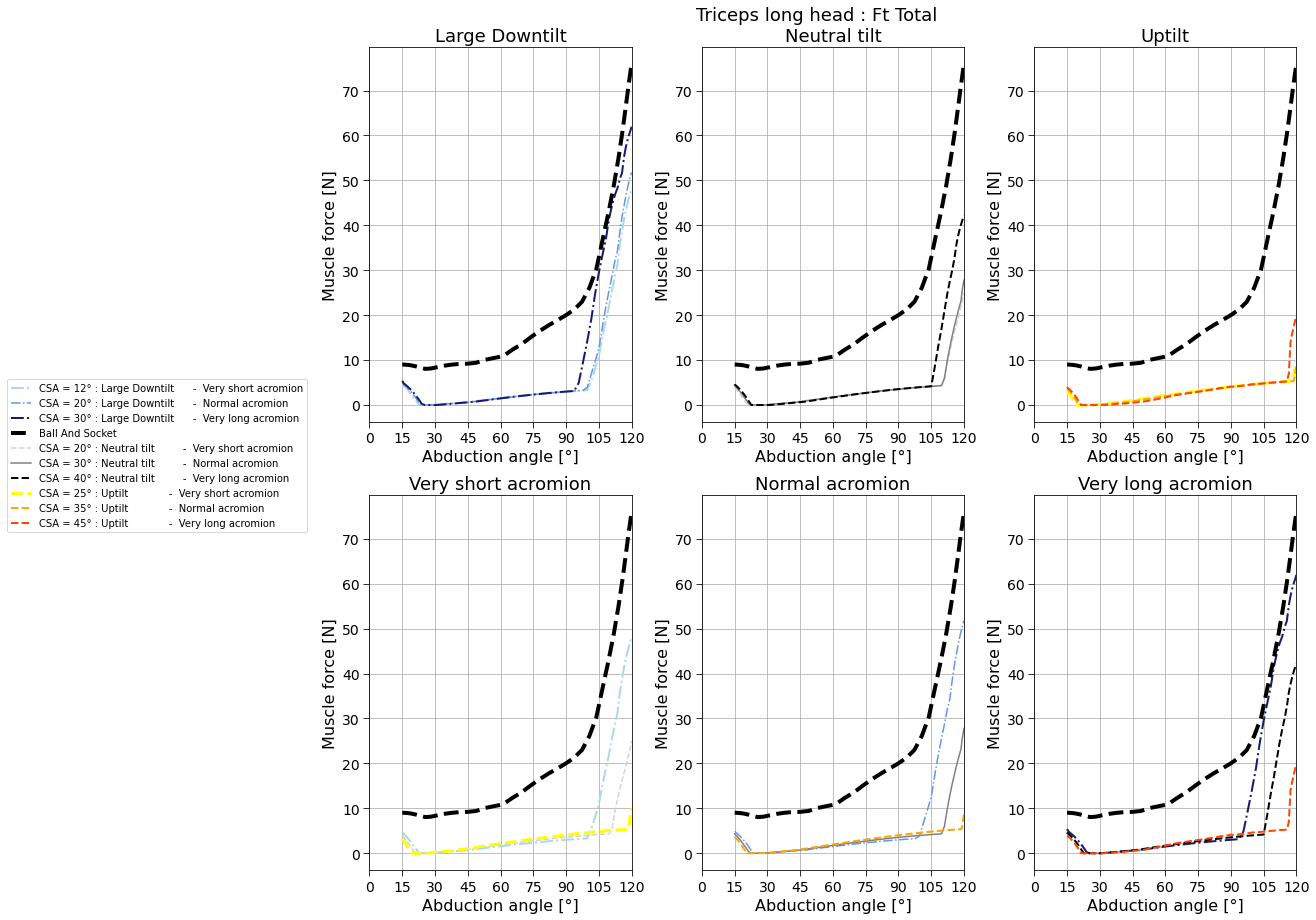 Triceps long head : Ft Total
Large Downtilt
Neutral tilt
Uptilt
Muscle force [N]
70
60
50
40
30
20
10
0
0 15 30 45 60 75 90 105 120
Abduction angle [°]
Muscle force [N]
70
60
50
40
30
20
10
0
0 15 30 45 60 75 90 105 120
Abduction angle [°]
Muscle force [N]
70
60
50
40
30
20
10
0
0 15 30 45 60 75 90 105 120
Abduction angle [°]
CSA = 12° : Large Downtilt - Very short acromion
CSA = 20° : Large Downtilt - Normal acromion
CSA = 30° : Large Downtilt - Very long acromion
Ball And Socket
CSA = 20° : Neutral tilt - Very short acromion
CSA = 30° : Neutral tilt - Normal acromion
CSA = 40° : Neutral tilt - Very long acromion
CSA = 25° : Uptilt - Very short acromion
CSA = 35° : Uptilt - Normal acromion
CSA = 45° : Uptilt - Very long acromion
Very short acromion
Normal acromion
Very long acromion
Muscle force [N]
70
60
50
40
30
20
10
0
0 15 30 45 60 75 90 105 120
Abduction angle [°]
Muscle force [N]
70
60
50
40
30
20
10
0
0 15 30 45 60 75 90 105 120
Abduction angle [°]
Muscle force [N]
70
60
50
40
30
20
10
0
0 15 30 45 60 75 90 105 120
Abduction angle [°]